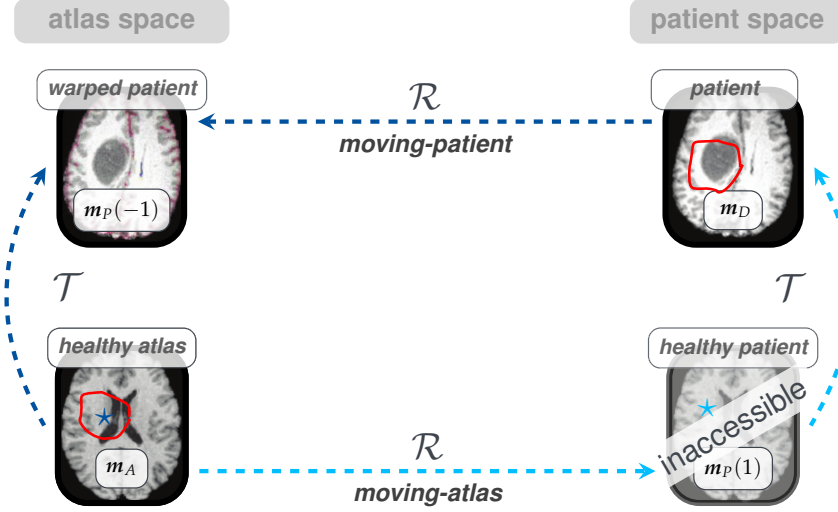 atlas space
patient space
warped patient
patient
ℛ
moving-patient
m_P(−1)
m_D
𝒯
𝒯
healthy atlas
healthy patient
inaccessible
ℛ
m_A
m_P(1)
moving-atlas